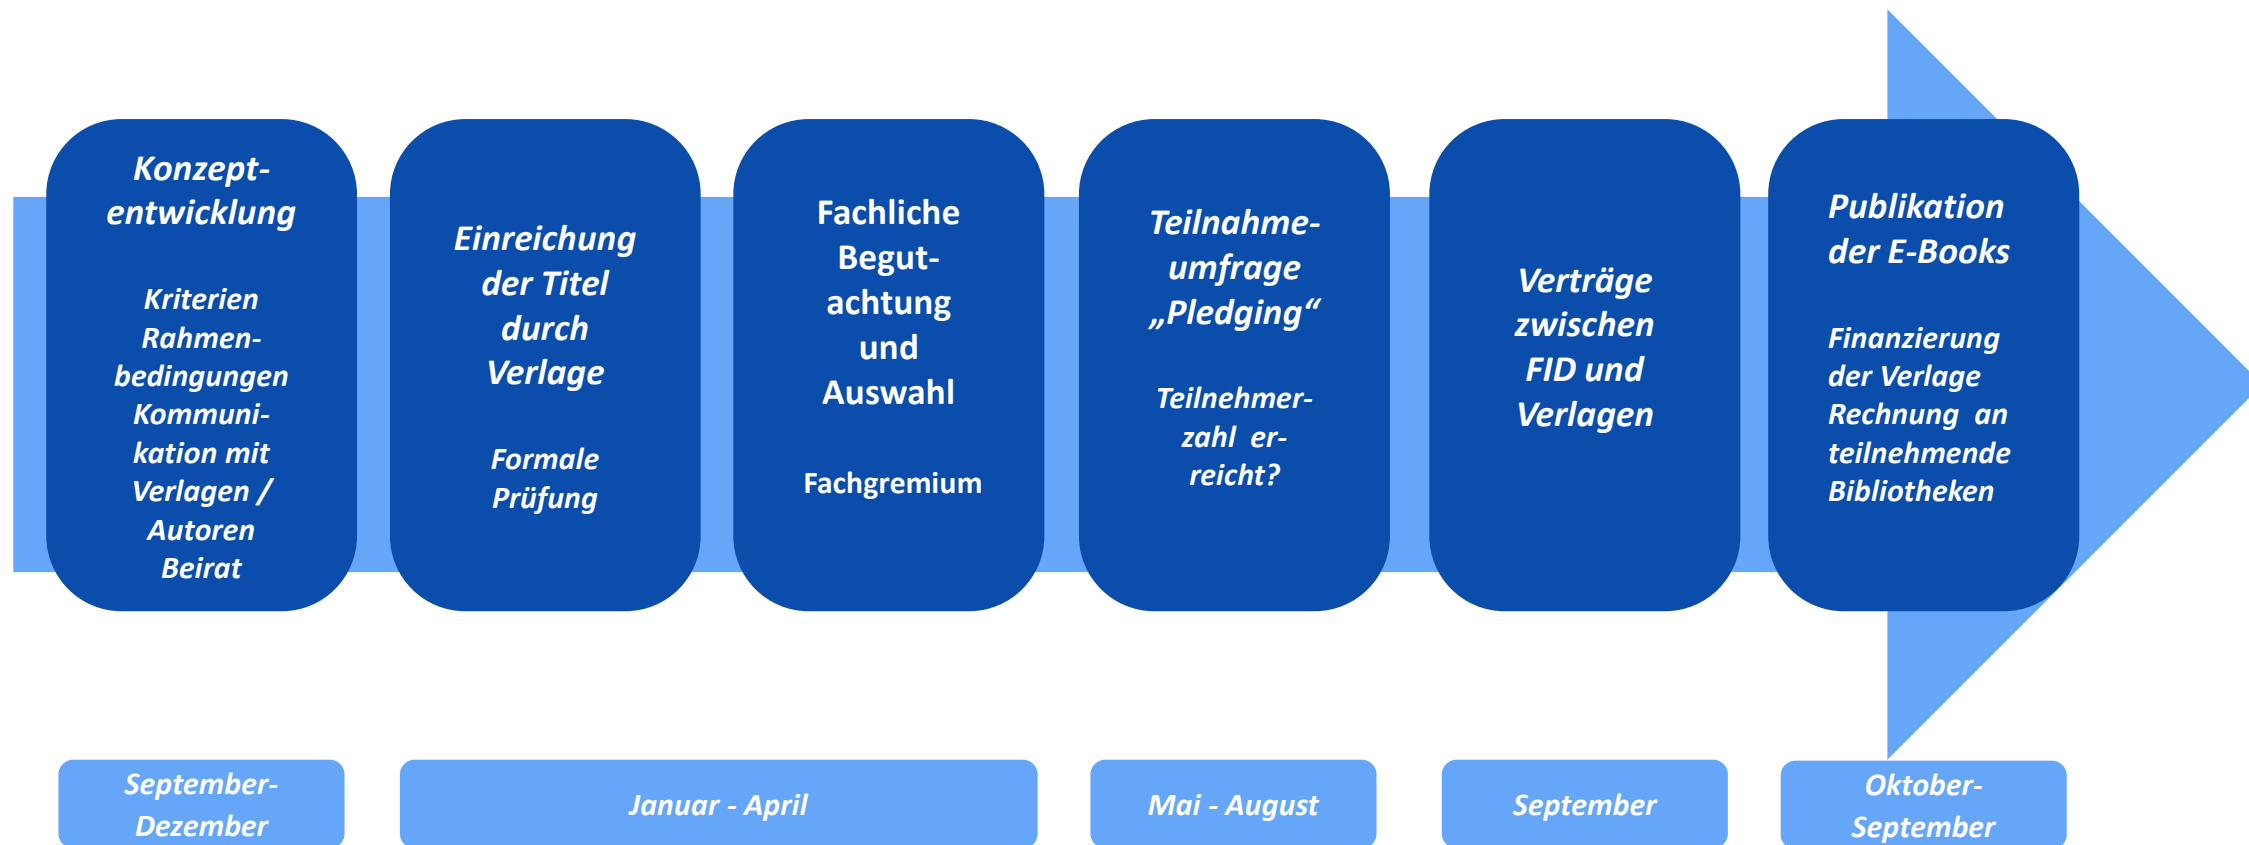 Konzept-
entwicklung
Kriterien
Rahmen-
bedingungen
Kommuni-
kation mit
Verlagen /
Autoren
Beirat
Einreichung
der Titel
durch
Verlage
Formale
Prüfung
Fachliche
Begut-
achtung
und
Auswahl
Fachgremium
Teilnahme-
umfrage
„Pledging“
Teilnehmer-
zahl er-
reicht?
Verträge
zwischen
FID und
Verlagen
Publikation
der E-Books
Finanzierung
der Verlage
Rechnung an
teilnehmende
Bibliotheken
September-
Dezember
Januar - April
Mai - August
September
Oktober-
September